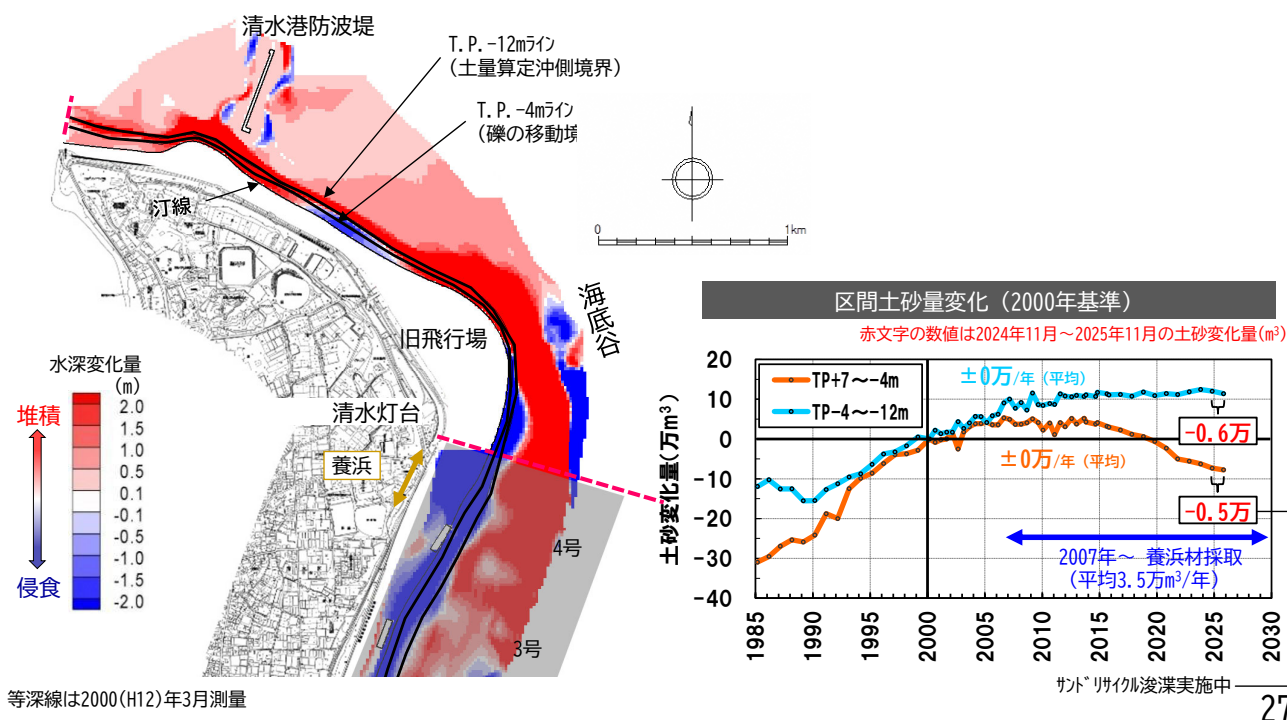 清水港防波堤
T.P.-12mライン
(土量算定沖側境界)
T.P.-4mライン
(礫の移動境
汀線
0 1km
海底谷
旧飛行場
水深変化量
(m)
堆積
侵食
2.0
1.5
1.0
0.5
0.1
-0.1
-0.5
-1.0
-1.5
-2.0
清水灯台
養浜
4号
3号
等深線は2000(H12)年3月測量
区間土砂量変化(2000年基準)
赤文字の数値は2024年11月~2025年11月の土砂変化量(m³)
土砂変化量(万m³)
20
10
0
-10
-20
-30
-40
TP+7~-4m
TP-4~-12m
±0万/年(平均)
-0.6万
±0万/年(平均)
-0.5万
2007年~ 養浜材採取
(平均3.5万m³/年)
1985 1990 1995 2000 2005 2010 2015 2020 2025 2030
サンドリサイクル浚渫実施中
27